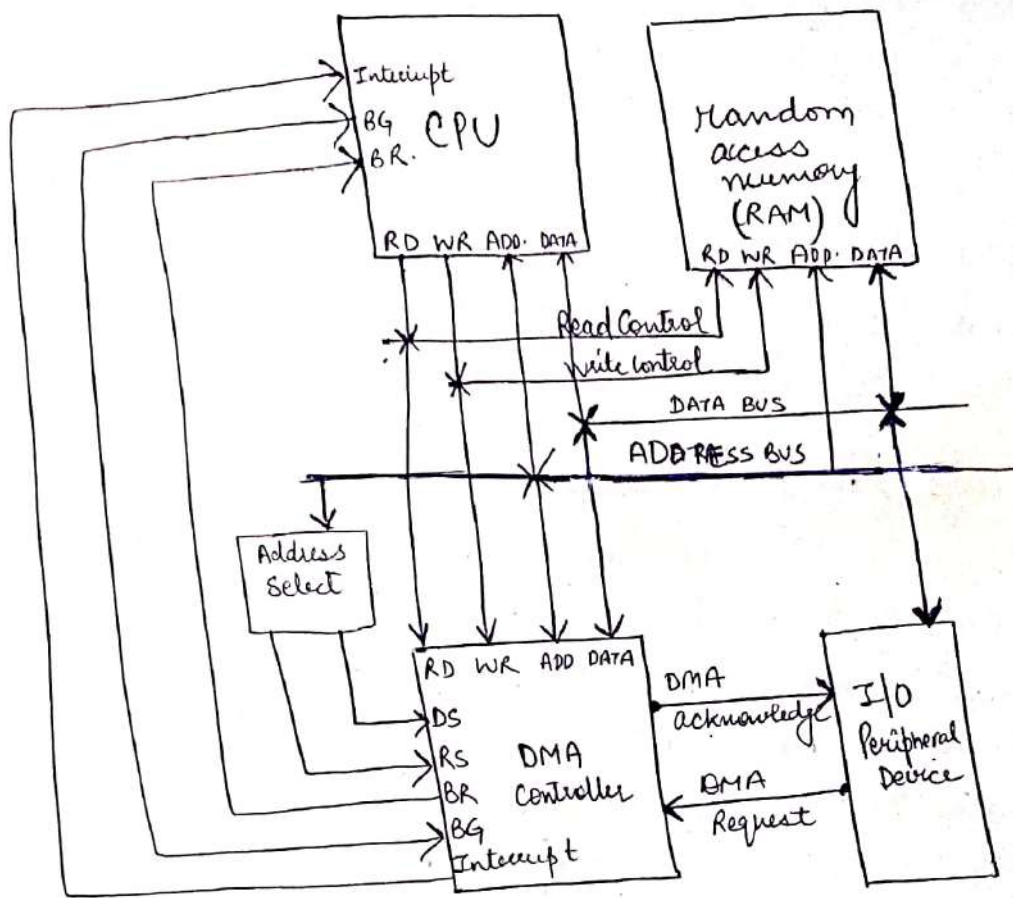 Interrupt
BG
CPU
BR.
RD WR ADD. DATA
Random
access
memory
(RAM)
RD WR ADD. DATA
Read Control
write control
DATA BUS
ADDRESS BUS
Address
Select
RD WR ADD DATA
DS
RS
DMA
BR
Controller
BG
Interrupt
DMA
acknowledge
DMA
Request
I/O
Peripheral
Device